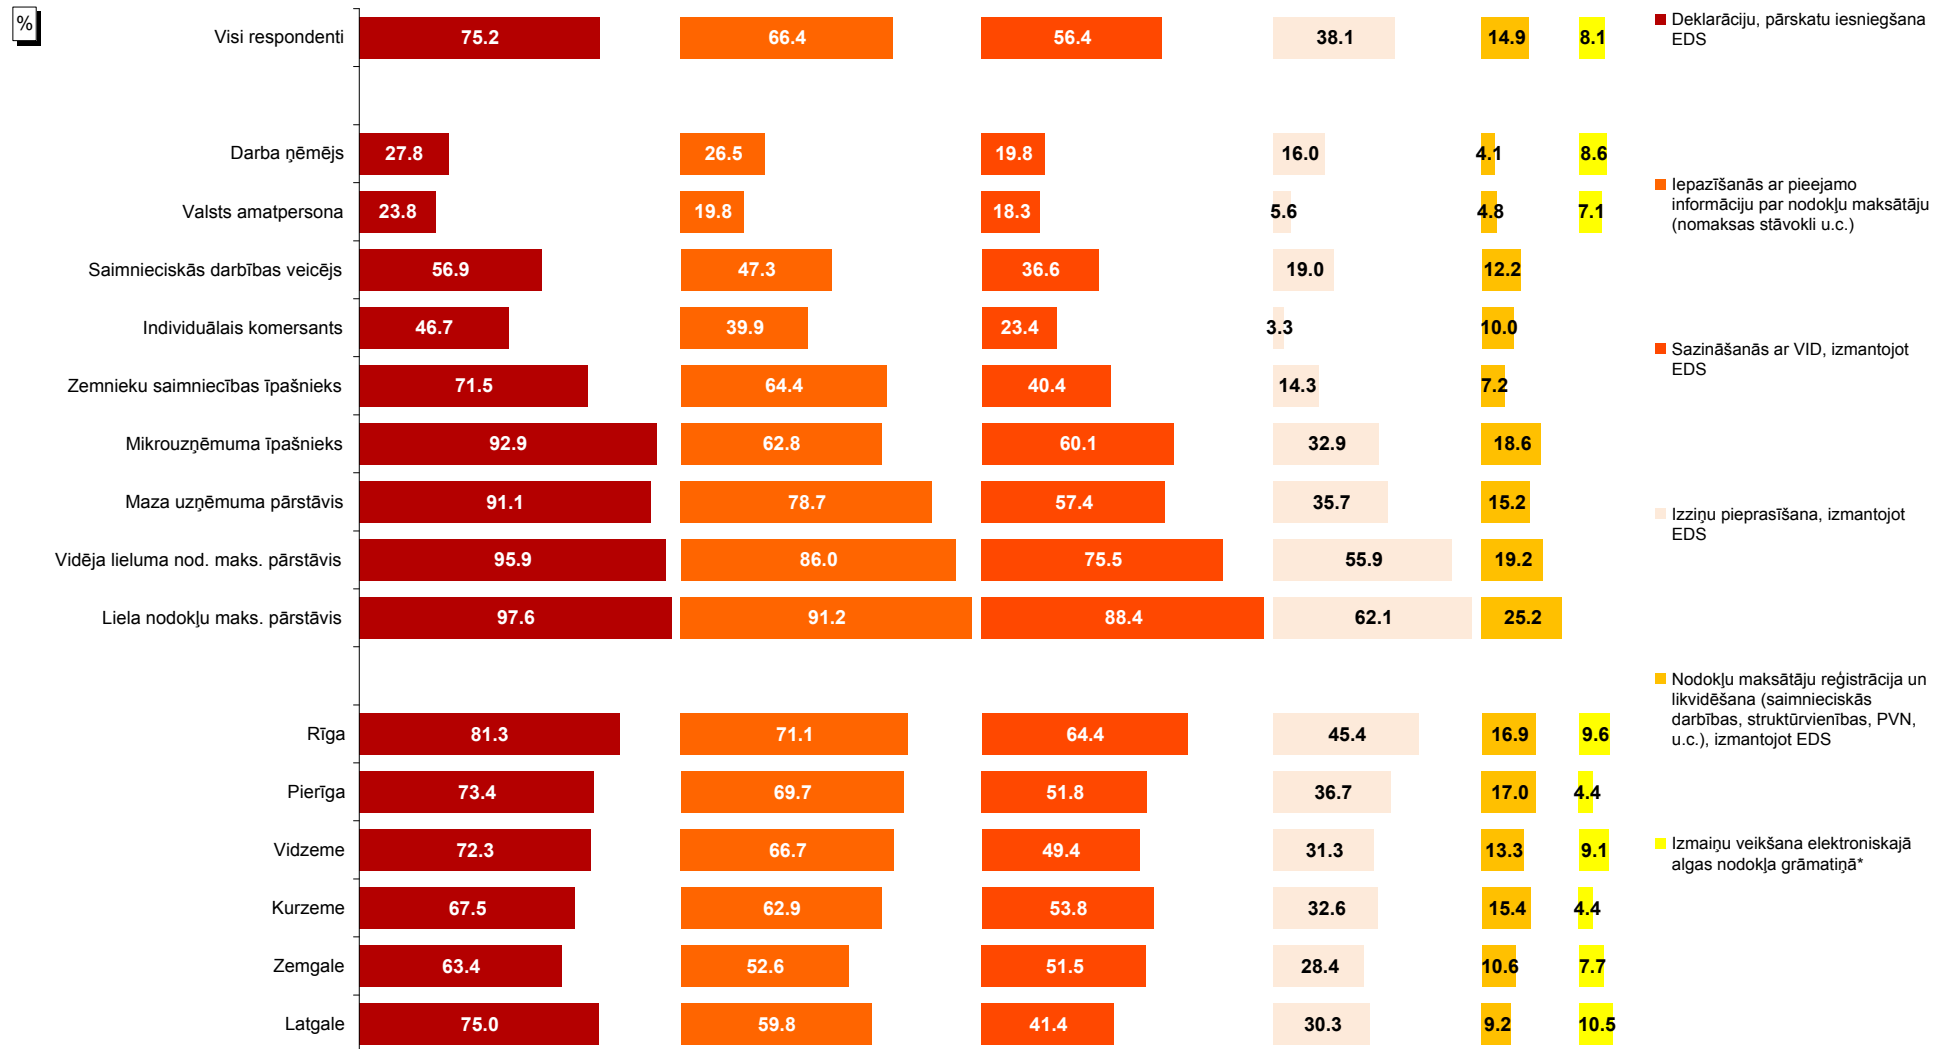 %
Visi respondenti 75.2 66.4 56.4 38.1 14.9 8.1
Darba ņēmējs 27.8 26.5 19.8 16.0 4.1 8.6
Valsts amatpersona 23.8 19.8 18.3 5.6 4.8 7.1
Saimnieciskās darbības veicējs 56.9 47.3 36.6 19.0 12.2
Individuālais komersants 46.7 39.9 23.4 3.3 10.0
Zemnieku saimniecības īpašnieks 71.5 64.4 40.4 14.3 7.2
Mikrouzņēmuma īpašnieks 92.9 62.8 60.1 32.9 18.6
Maza uzņēmuma pārstāvis 91.1 78.7 57.4 35.7 15.2
Vidēja lieluma nod. maks. pārstāvis 95.9 86.0 75.5 55.9 19.2
Liela nodokļu maks. pārstāvis 97.6 91.2 88.4 62.1 25.2
Rīga 81.3 71.1 64.4 45.4 16.9 9.6
Pierīga 73.4 69.7 51.8 36.7 17.0 4.4
Vidzeme 72.3 66.7 49.4 31.3 13.3 9.1
Kurzeme 67.5 62.9 53.8 32.6 15.4 4.4
Zemgale 63.4 52.6 51.5 28.4 10.6 7.7
Latgale 75.0 59.8 41.4 30.3 9.2 10.5
Deklarāciju, pārskatu iesniegšana
EDS
Iepazīšanās ar pieejamo
informāciju par nodokļu maksātāju
(nomaksas stāvokli u.c.)
Sazināšanās ar VID, izmantojot
EDS
Izziņu pieprasīšana, izmantojot
EDS
Nodokļu maksātāju reģistrācija un
likvidēšana (saimnieciskās
darbības, struktūrvienības, PVN,
u.c.), izmantojot EDS
Izmaiņu veikšana elektroniskajā
algas nodokļa grāmatiņā*